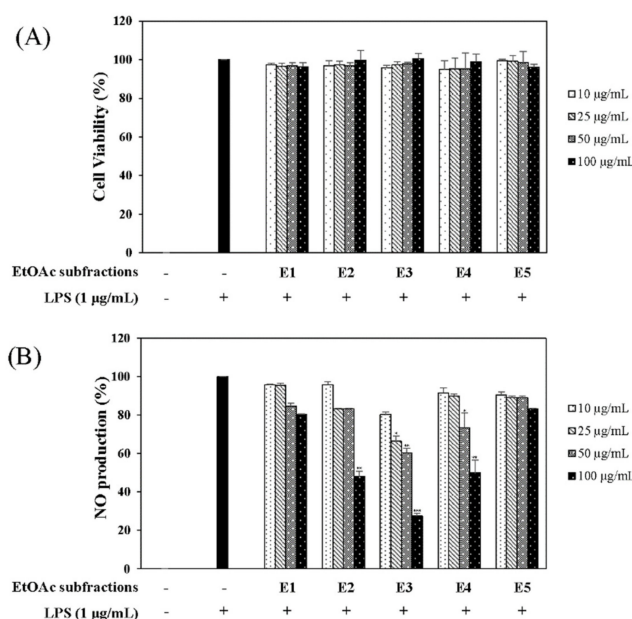 (A)
Cell Viability (%)
120
100
80
60
40
20
0
10 µg/mL
25 µg/mL
50 µg/mL
100 µg/mL
EtOAc subfractions - - E1 E2 E3 E4 E5
LPS (1 µg/mL) - + + + + + +
(B)
NO production (%)
120
100
80
60
40
20
0
* ** ** *** * **
10 µg/mL
25 µg/mL
50 µg/mL
100 µg/mL
EtOAc subfractions - - E1 E2 E3 E4 E5
LPS (1 µg/mL) - + + + + + +